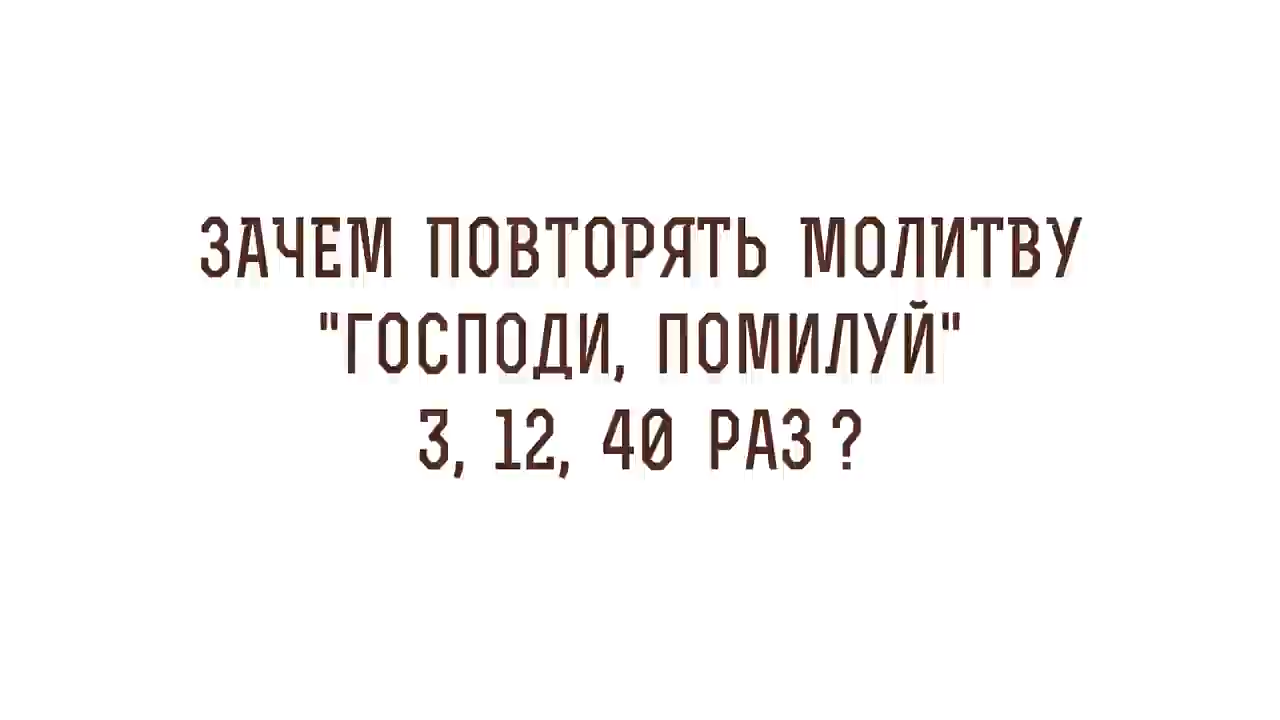 ЗАЧЕМ ПОВТОРЯТЬ МОЛИТВУ
"ГОСПОДИ, ПОМИЛУЙ"
3, 12, 40 РАЗ?